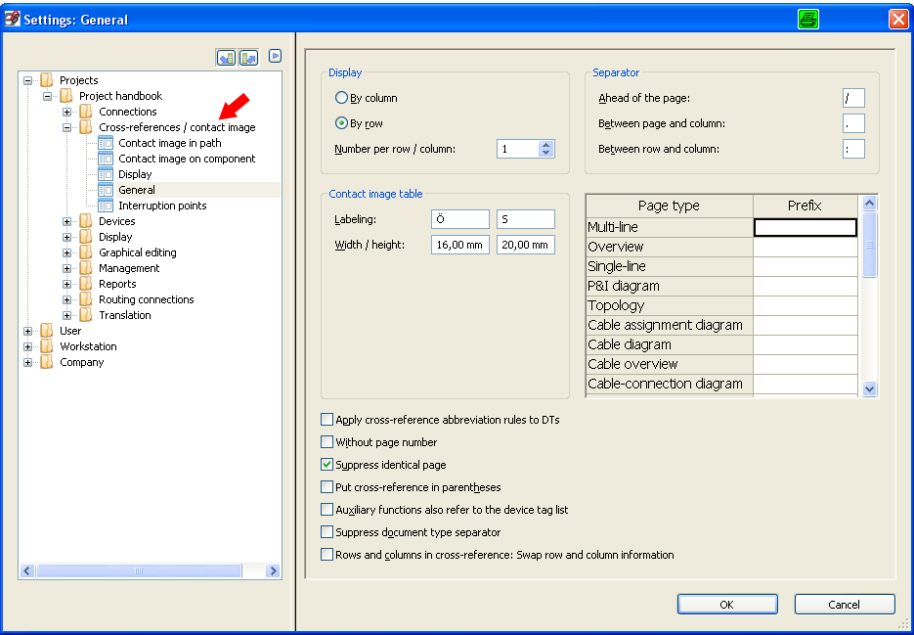 Settings: General
Projects
Project handbook
Connections
Cross-references / contact image
Contact image in path
Contact image on component
Display
General
Interruption points
Devices
Display
Graphical editing
Management
Reports
Routing connections
Translation
User
Workstation
Company
Display
By column
By row
Number per row / column: 1
Separator
Ahead of the page: /
Between page and column: .
Between row and column: :
Contact image table
Labeling: Ö S
Width / height: 16,00 mm 20,00 mm
Page type Prefix
Multi-line
Overview
Single-line
P&I diagram
Topology
Cable assignment diagram
Cable diagram
Cable overview
Cable-connection diagram
Apply cross-reference abbreviation rules to DTs
Without page number
Suppress identical page
Put cross-reference in parentheses
Auxiliary functions also refer to the device tag list
Suppress document type separator
Rows and columns in cross-reference: Swap row and column information
OK Cancel